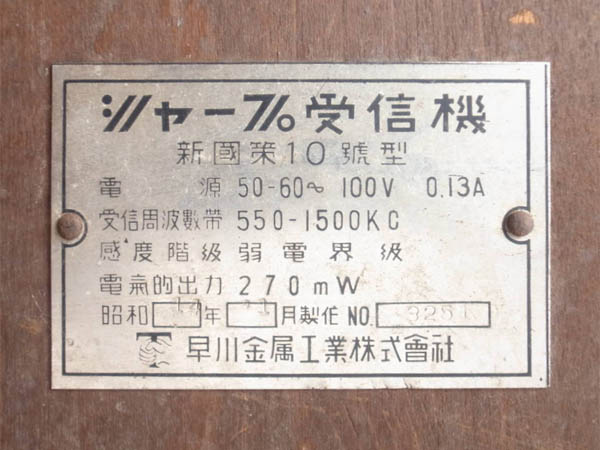 シャープ受信機
新國策10號型
電 源 50-60~ 100V 0.13A
受信周波數帶 550-1500KC
感度階級 弱電界級
電氣的出力 270mW
昭和 年 11 月製作 NO.
早川金属工業株式會社